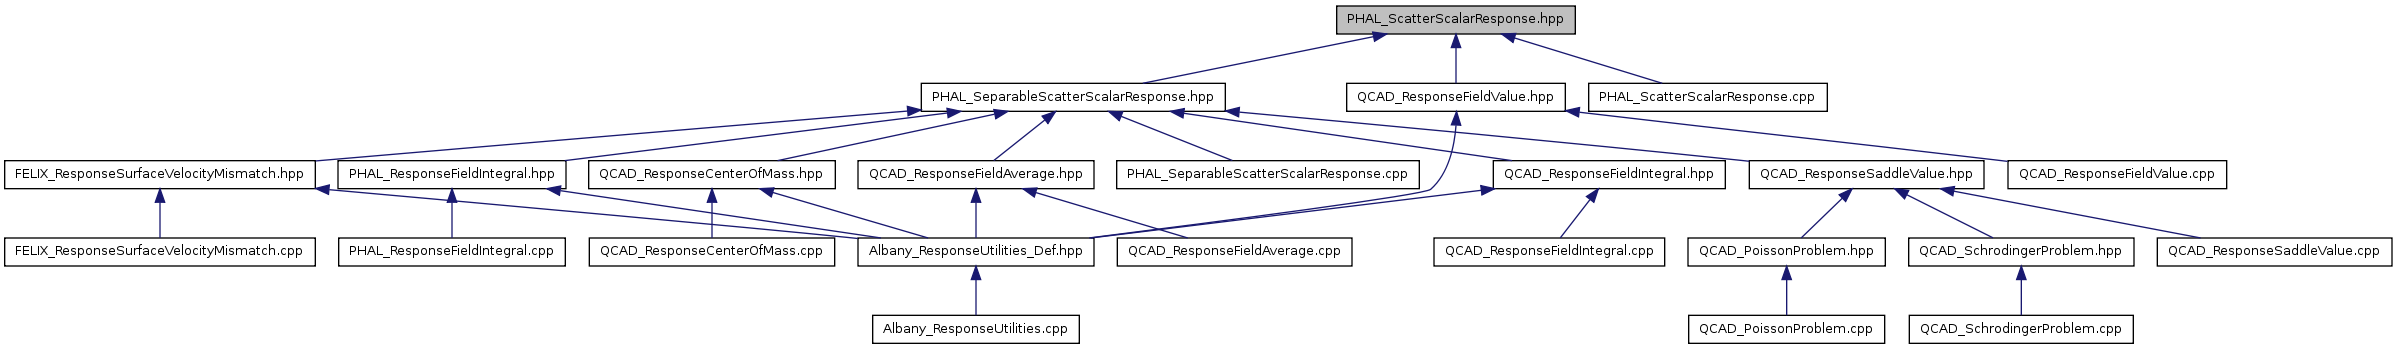 PHAL_ScatterScalarResponse.hpp
PHAL_SeparableScatterScalarResponse.hpp
QCAD_ResponseFieldValue.hpp
PHAL_ScatterScalarResponse.cpp
FELIX_ResponseSurfaceVelocityMismatch.hpp
PHAL_ResponseFieldIntegral.hpp
QCAD_ResponseCenterOfMass.hpp
QCAD_ResponseFieldAverage.hpp
PHAL_SeparableScatterScalarResponse.cpp
QCAD_ResponseFieldIntegral.hpp
QCAD_ResponseSaddleValue.hpp
QCAD_ResponseFieldValue.cpp
FELIX_ResponseSurfaceVelocityMismatch.cpp
PHAL_ResponseFieldIntegral.cpp
QCAD_ResponseCenterOfMass.cpp
Albany_ResponseUtilities_Def.hpp
QCAD_ResponseFieldAverage.cpp
QCAD_ResponseFieldIntegral.cpp
QCAD_PoissonProblem.hpp
QCAD_SchrodingerProblem.hpp
QCAD_ResponseSaddleValue.cpp
Albany_ResponseUtilities.cpp
QCAD_PoissonProblem.cpp
QCAD_SchrodingerProblem.cpp